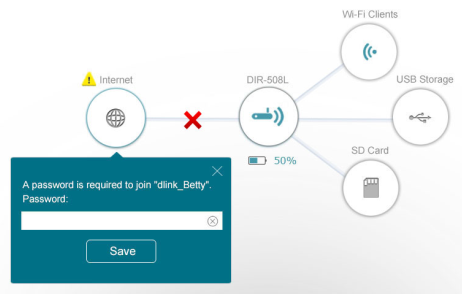 Wi-Fi Clients
Internet
DIR-508L
USB Storage
50%
SD Card
A password is required to join "dlink_Betty".
Password:
Save